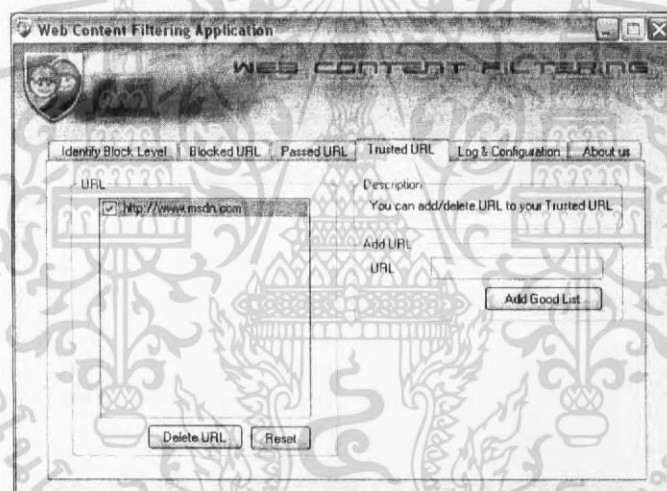 Web Content Filtering Application
WEB CONTENT FILTERING
Identify Block Level
Blocked URL
Passed URL
Trusted URL
Log & Configuration
About us
URL
http://www.msdn.com
Delete URL
Reset
Description
You can add/delete URL to your Trusted URL
Add URL
URL
Add Good List